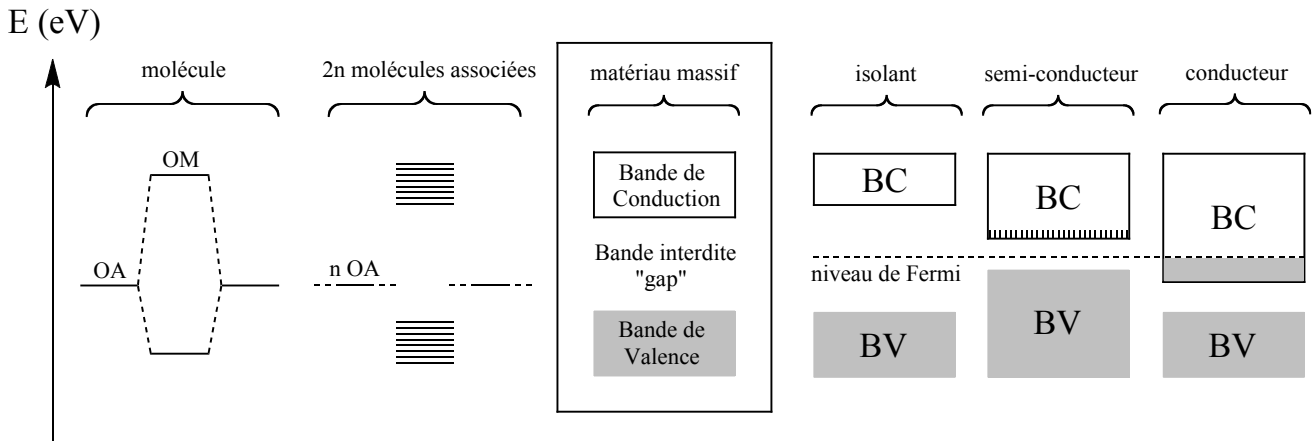 E (eV)
molécule
2n molécules associées
matériau massif
isolant
semi-conducteur
conducteur
OM
OA
n OA
Bande de
Conduction
Bande interdite
"gap"
Bande de
Valence
BC
BC
BC
niveau de Fermi
BV
BV
BV